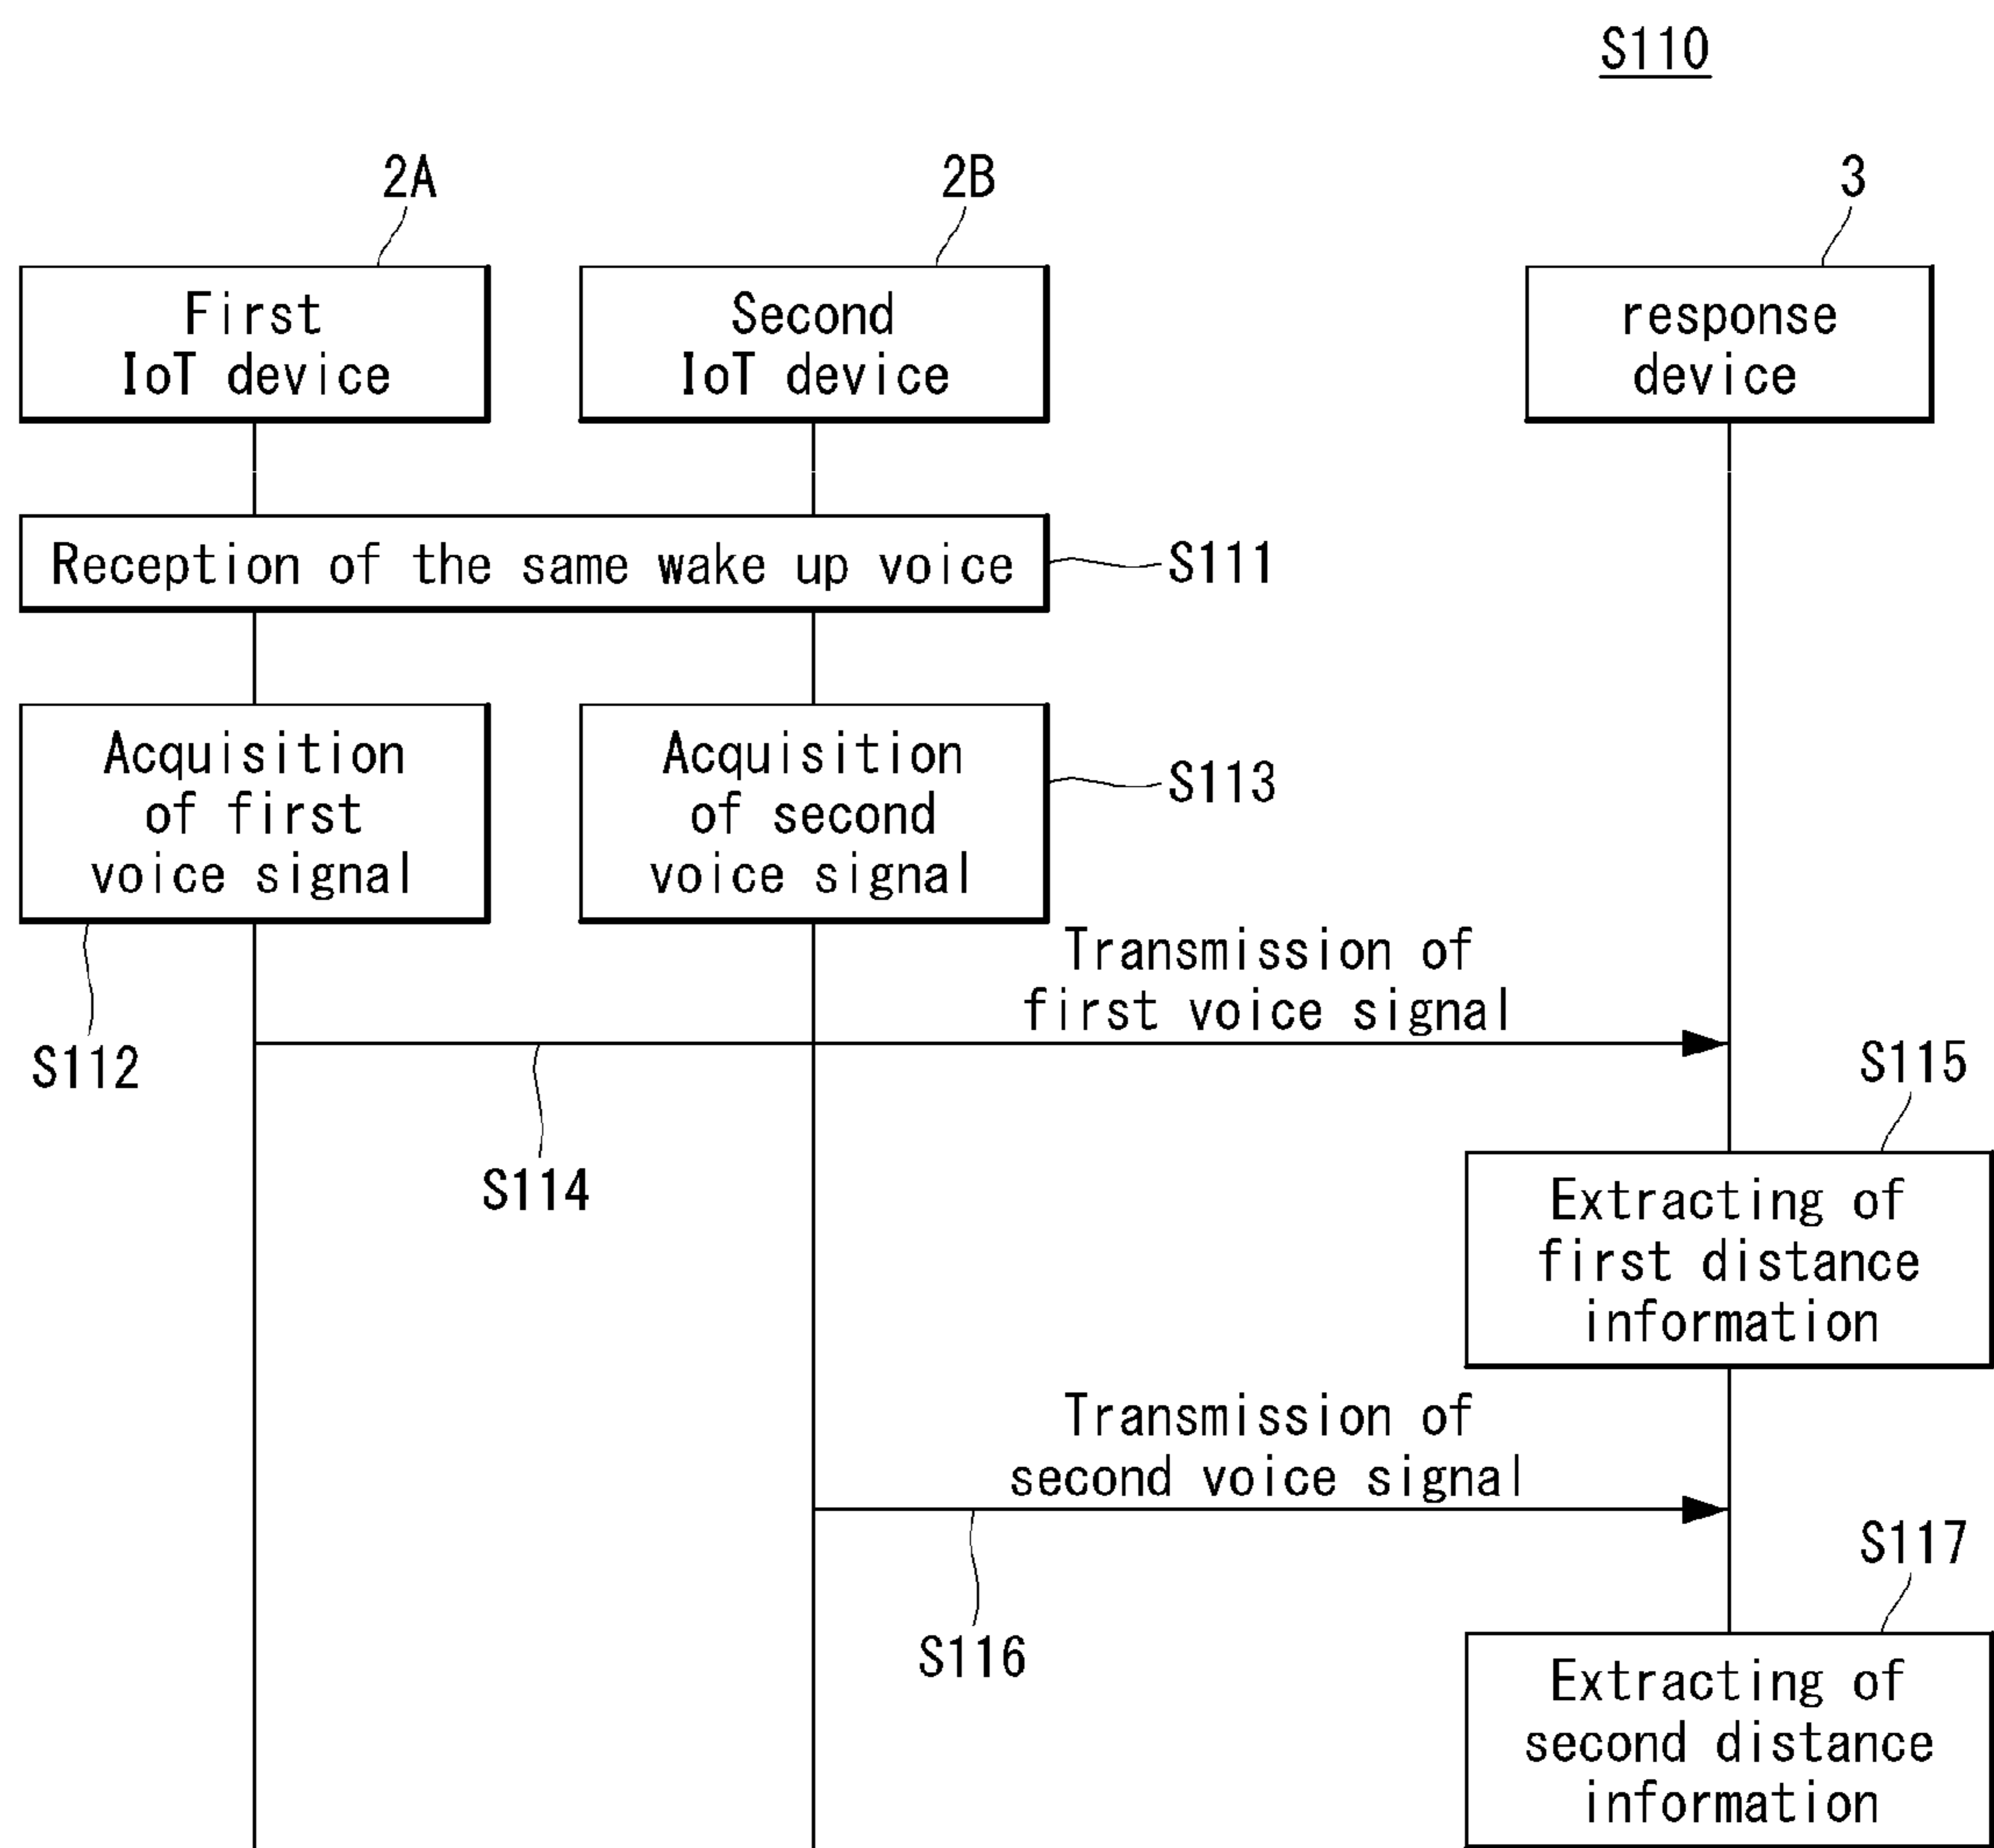 S110
2A
2B
3
First
IoT device
Second
IoT device
response
device
Reception of the same wake up voice
S111
Acquisition
of first
voice signal
Acquisition
of second
voice signal
S113
S112
Transmission of
first voice signal
S114
S115
Extracting of
first distance
information
Transmission of
second voice signal
S116
S117
Extracting of
second distance
information